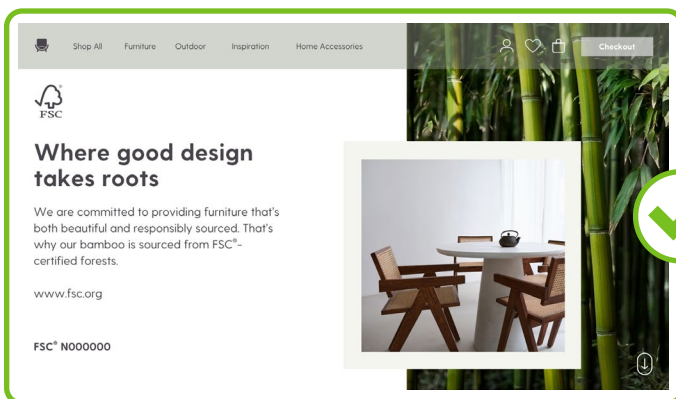 Shop All Furniture Outdoor Inspiration Home Accessories Checkout
®
FSC
Where good design
takes roots
We are committed to providing furniture that's
both beautiful and responsibly sourced. That's
why our bamboo is sourced from FSC®-
certified forests.
www.fsc.org
FSC® N000000